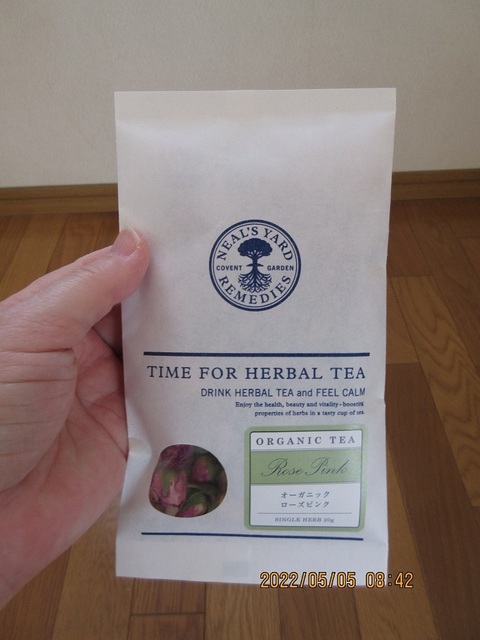 NEAL'S YARD
COVENT GARDEN
REMEDIES
TIME FOR HERBAL TEA
DRINK HERBAL TEA and FEEL CALM
Enjoy the health, beauty and vitality-boosting
properties of herbs in a tasty cup of tea
ORGANIC TEA
Rose Pink
オーガニック
ローズピンク
SINGLE HERB 20g
2022/05/05 08:42